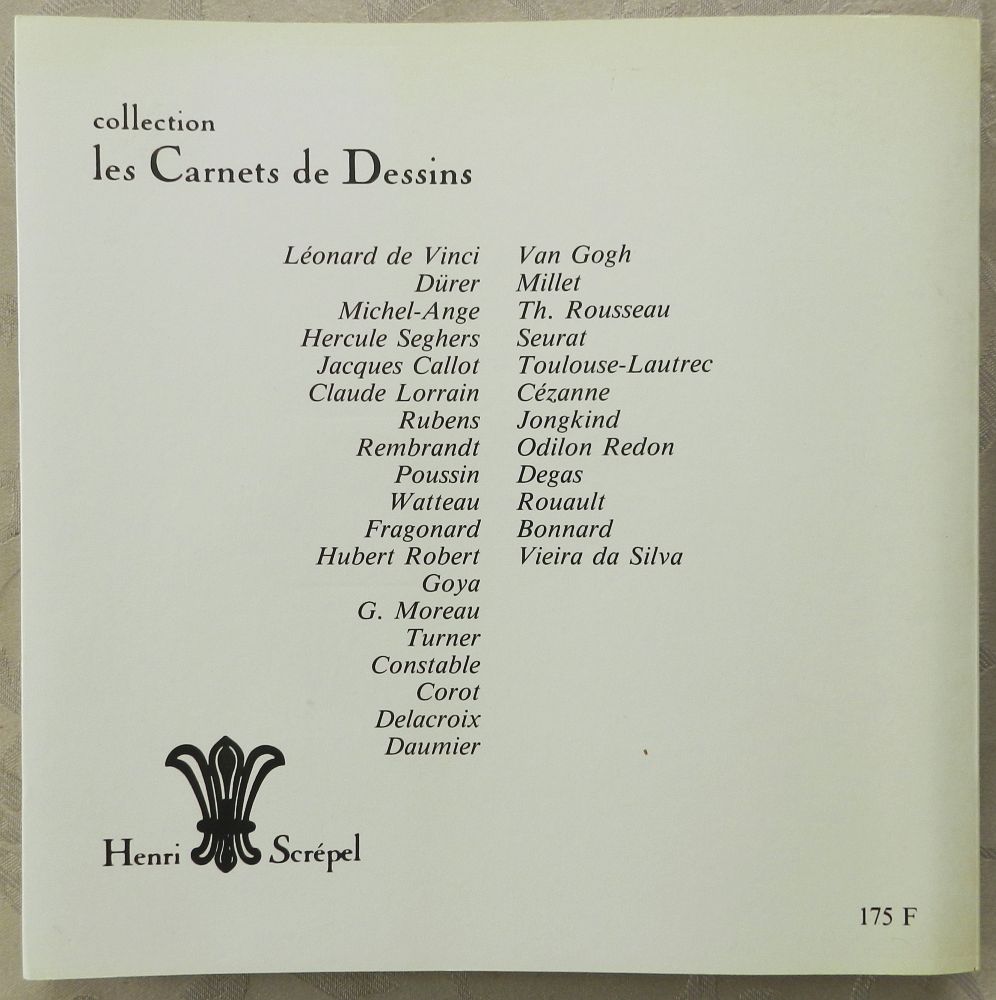 collection
les Carnets de Dessins
Léonard de Vinci
Dürer
Michel-Ange
Hercule Seghers
Jacques Callot
Claude Lorrain
Rubens
Rembrandt
Poussin
Watteau
Fragonard
Hubert Robert
Goya
G. Moreau
Turner
Constable
Corot
Delacroix
Daumier
Van Gogh
Millet
Th. Rousseau
Seurat
Toulouse-Lautrec
Cézanne
Jongkind
Odilon Redon
Degas
Rouault
Bonnard
Vieira da Silva
Henri Scrépel
175 F